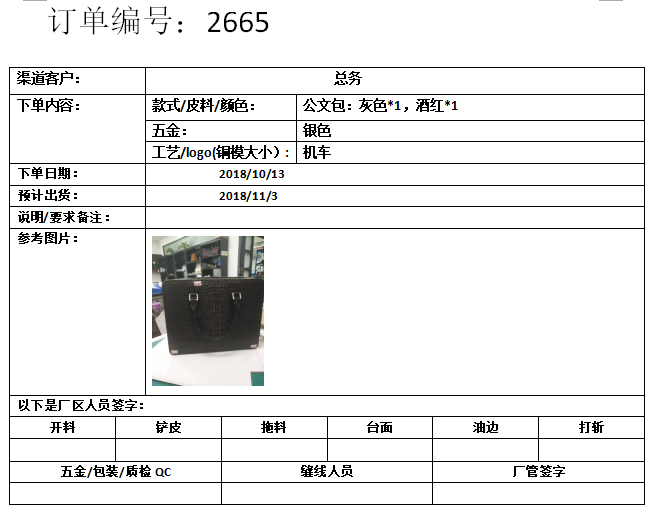 订单编号：2665
渠道客户： 总务
下单内容： 款式/皮料/颜色： 公文包：灰色*1，酒红*1
五金： 银色
工艺/logo(铜模大小）： 机车
下单日期： 2018/10/13
预计出货： 2018/11/3
说明/要求备注：
参考图片：
以下是厂区人员签字：
开料 铲皮 拖料 台面 油边 打斩
五金/包装/质检 QC 缝线人员 厂管签字